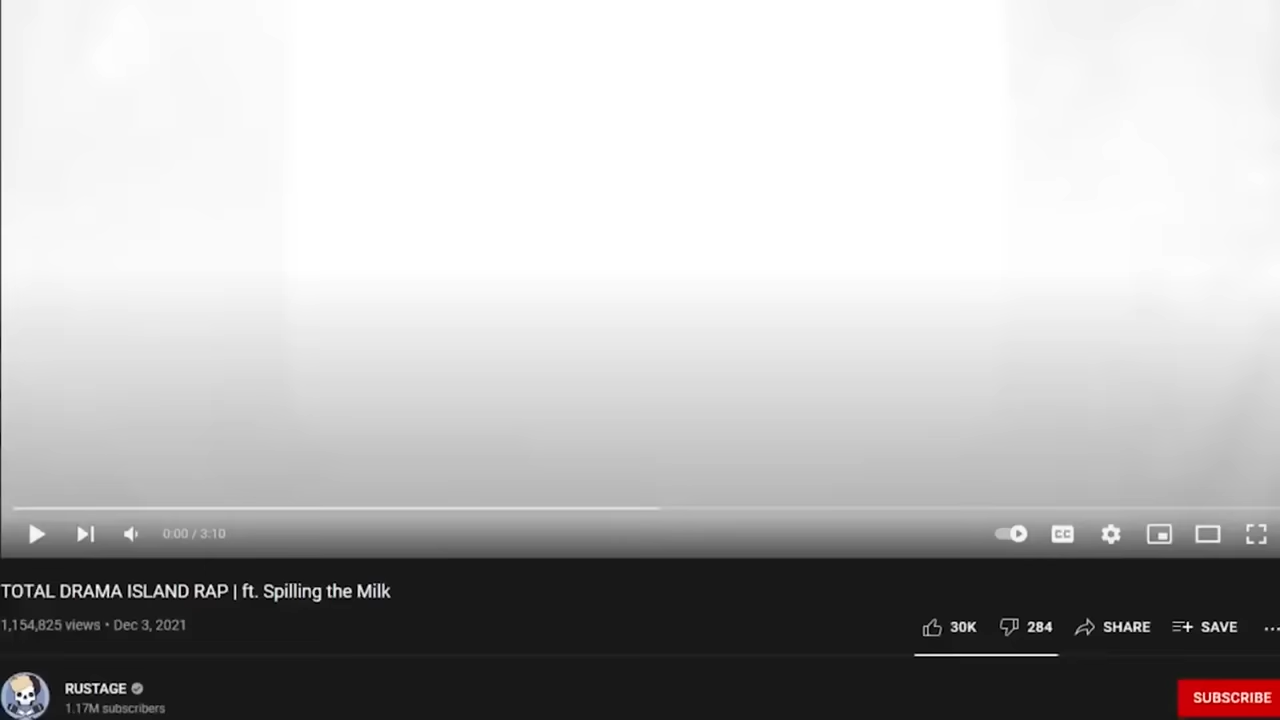 0:00 / 3:10
CC
TOTAL DRAMA ISLAND RAP | ft. Spilling the Milk
1,154,825 views • Dec 3, 2021
30K
284
SHARE
SAVE
RUSTAGE
1.17M subscribers
SUBSCRIBE